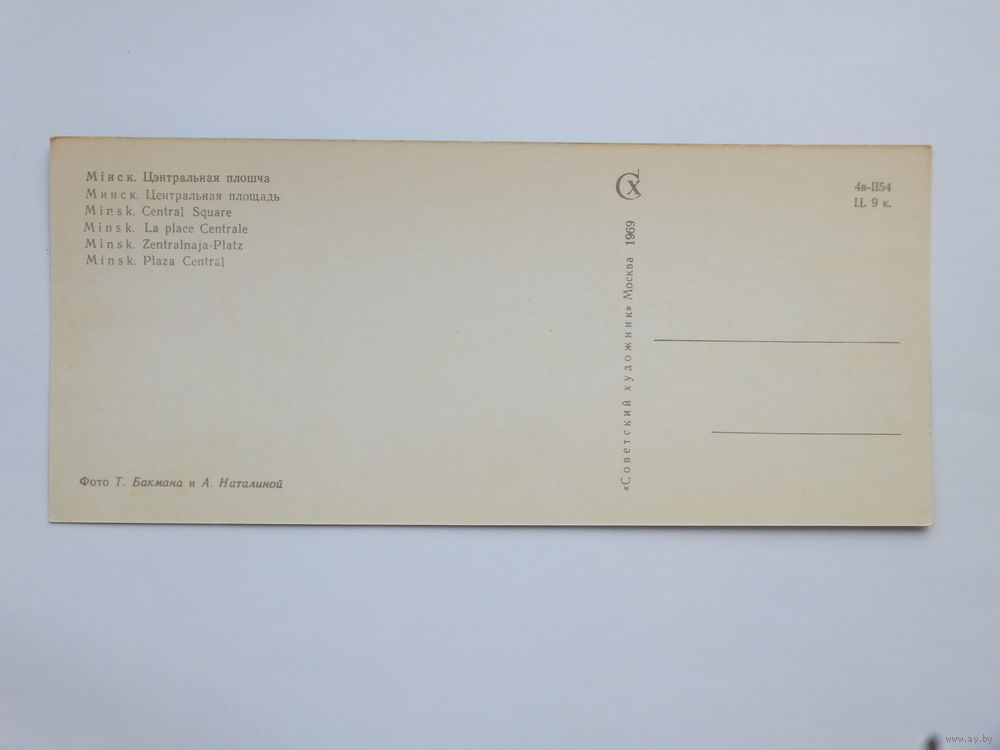 Мінск. Цэнтральная плошча
Минск. Центральная площадь
Minsk. Central Square
Minsk. La place Centrale
Minsk. Zentralnaja-Platz
Minsk. Plaza Central
Фото Т. Бакмана и А. Наталиной
СХ
«Советский художник» Москва 1969
4в-1154
Ц. 9 к.
www.ay.by